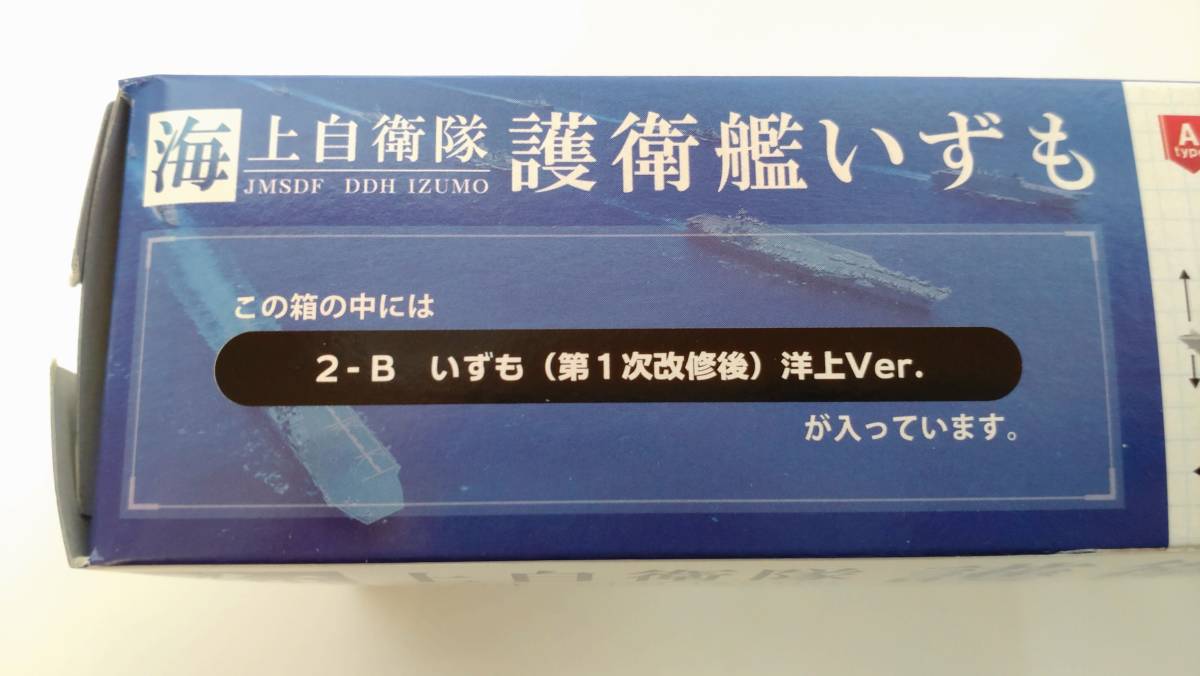 海上自衛隊 護衛艦いずも
JMSDF DDH IZUMO
この箱の中には
2-B いずも（第1次改修後）洋上Ver.
が入っています。
A
type